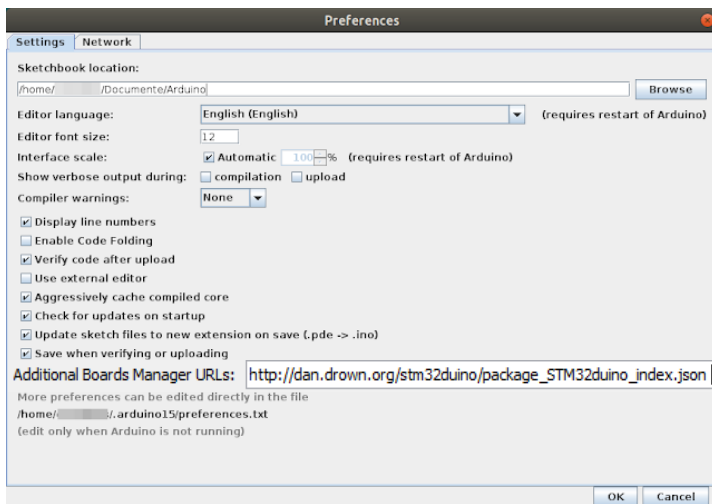 Preferences
Settings Network
Sketchbook location:
/home/ /Documente/Arduino Browse
Editor language: English (English) (requires restart of Arduino)
Editor font size: 12
Interface scale: Automatic 100 % (requires restart of Arduino)
Show verbose output during: compilation upload
Compiler warnings: None
Display line numbers
Enable Code Folding
Verify code after upload
Use external editor
Aggressively cache compiled core
Check for updates on startup
Update sketch files to new extension on save (.pde -> .ino)
Save when verifying or uploading
Additional Boards Manager URLs: http://dan.drown.org/stm32duino/package_STM32duino_index.json
More preferences can be edited directly in the file
/home/ /.arduino15/preferences.txt
(edit only when Arduino is not running)
OK Cancel